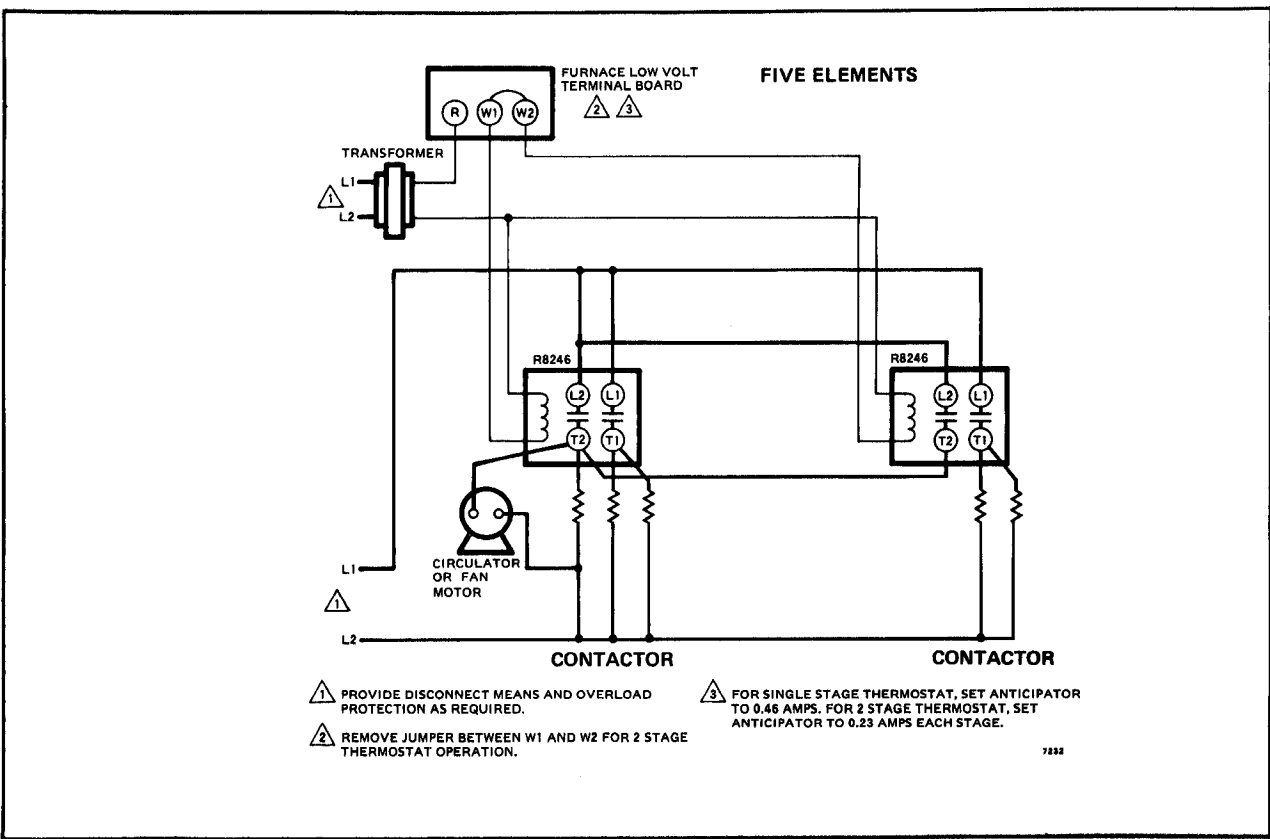 FURNACE LOW VOLT
TERMINAL BOARD
2 3
FIVE ELEMENTS
R W1 W2
TRANSFORMER
L1
1
L2
R8246
R8246
L2 L1
L2 L1
T2 T1
T2 T1
CIRCULATOR
OR FAN
MOTOR
L1
1
L2
CONTACTOR
CONTACTOR
1 PROVIDE DISCONNECT MEANS AND OVERLOAD
PROTECTION AS REQUIRED.
2 REMOVE JUMPER BETWEEN W1 AND W2 FOR 2 STAGE
THERMOSTAT OPERATION.
3 FOR SINGLE STAGE THERMOSTAT, SET ANTICIPATOR
TO 0.46 AMPS. FOR 2 STAGE THERMOSTAT, SET
ANTICIPATOR TO 0.23 AMPS EACH STAGE.
7232